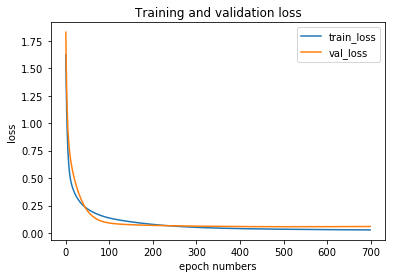 Training and validation loss
train_loss
val_loss
1.75
1.50
1.25
1.00
0.75
0.50
0.25
0.00
loss
0 100 200 300 400 500 600 700
epoch numbers